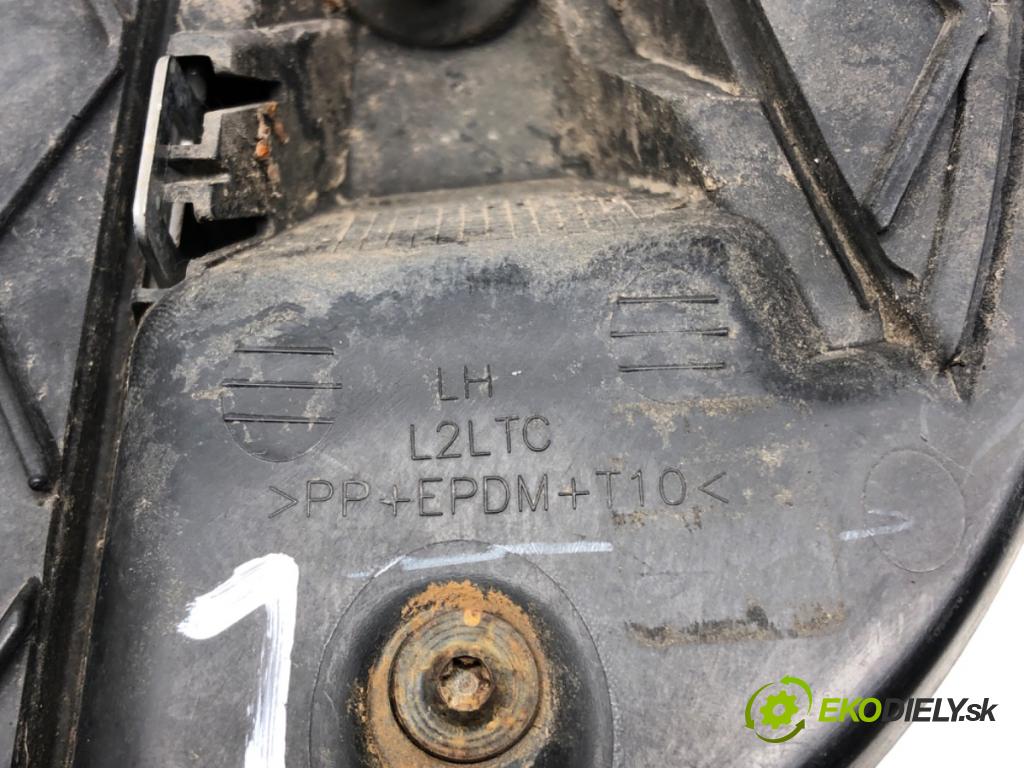 LH
L2LTC
>PP+EPDM+T10<
1
EKODIELY.sk